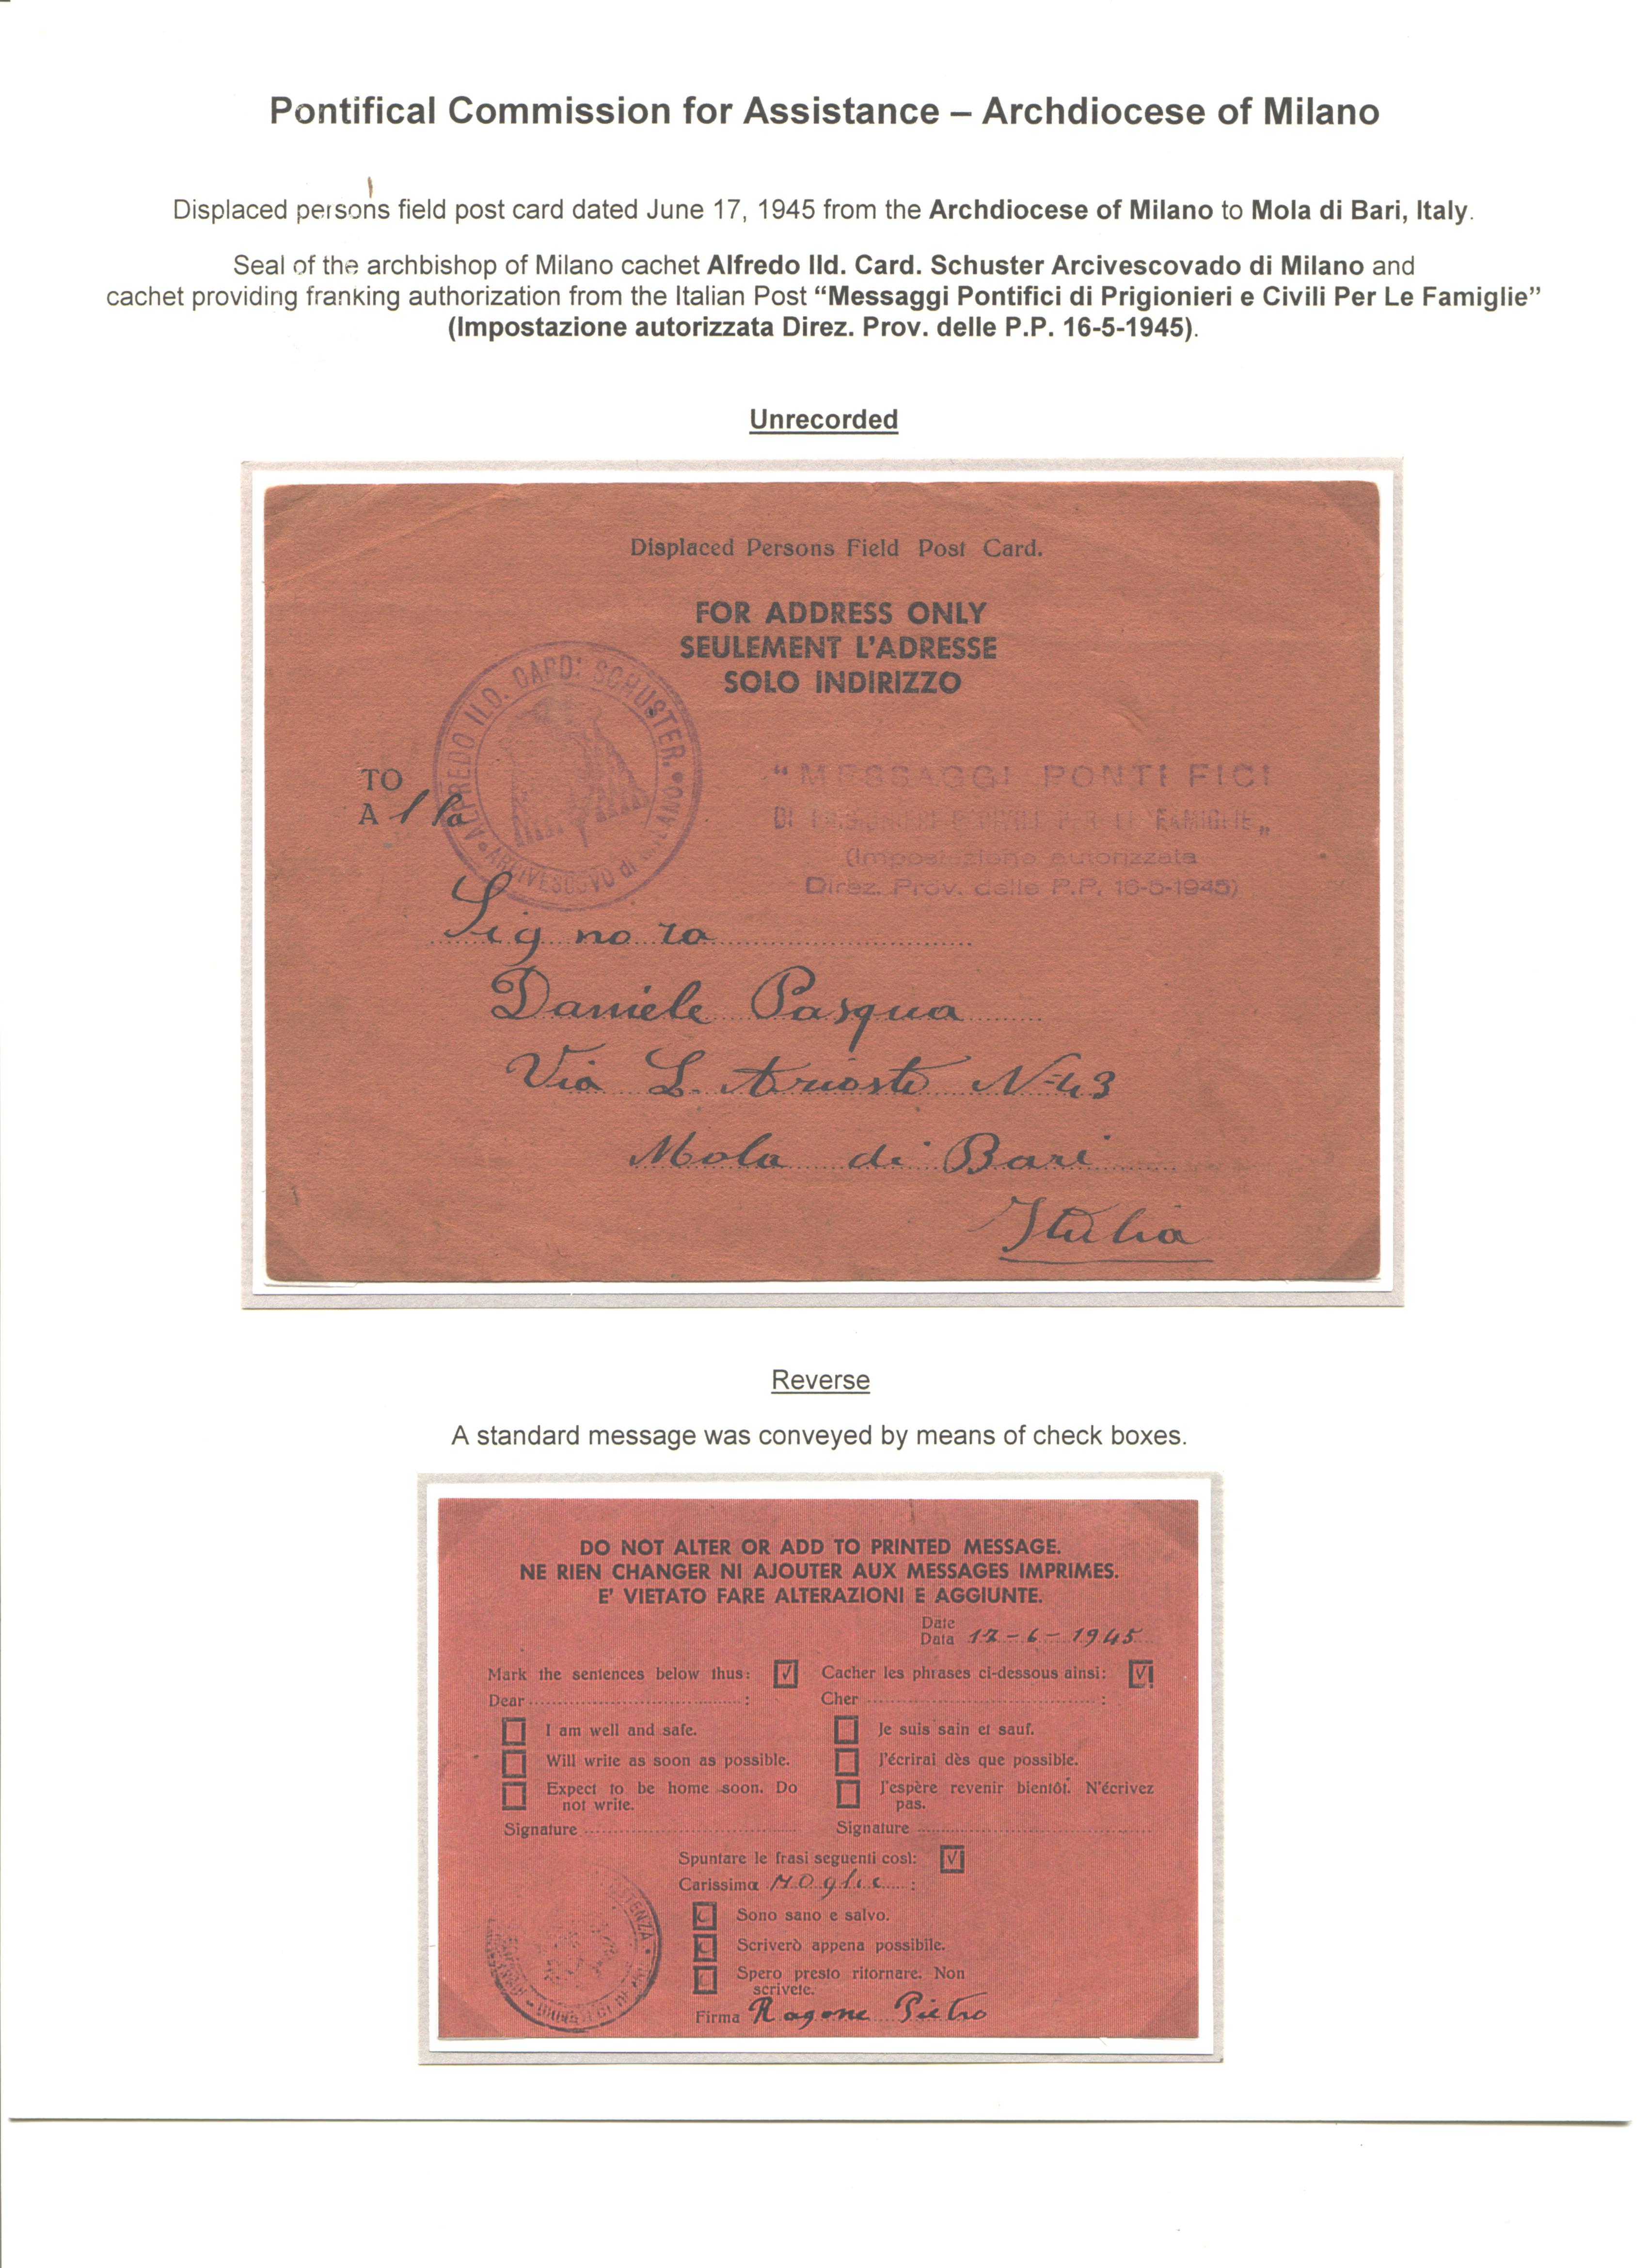 Pontifical Commission for Assistance – Archdiocese of Milano
Displaced persons field post card dated June 17, 1945 from the Archdiocese of Milano to Mola di Bari, Italy.
Seal of the archbishop of Milano cachet Alfredo Ild. Card. Schuster Arcivescovado di Milano and
cachet providing franking authorization from the Italian Post “Messaggi Pontifici di Prigionieri e Civili Per Le Famiglie”
(Impostazione autorizzata Direz. Prov. delle P.P. 16-5-1945).
Unrecorded
Displaced Persons Field Post Card.
FOR ADDRESS ONLY
SEULEMENT L'ADRESSE
SOLO INDIRIZZO
ALFREDO ILD. CARD. SCHUSTER. ARCIVESCOVO di MILANO
"MESSAGGI PONTIFICI
DI PRIGIONIERI E CIVILI PER LE FAMIGLIE„
(Impostazione autorizzata
Direz. Prov. delle P.P. 16-5-1945)
TO
A lla
Signora
Daniele Pasqua
Via L. Ariosto N=43
Mola di Bari
Italia
Reverse
A standard message was conveyed by means of check boxes.
DO NOT ALTER OR ADD TO PRINTED MESSAGE.
NE RIEN CHANGER NI AJOUTER AUX MESSAGES IMPRIMES.
E' VIETATO FARE ALTERAZIONI E AGGIUNTE.
Date
Data 17-6-1945
Mark the sentences below thus: Cacher les phrases ci-dessous ainsi:
Dear : Cher :
I am well and safe. Je suis sain et sauf.
Will write as soon as possible. J'écrirai dès que possible.
Expect to be home soon. Do J'espère revenir bientôt. N'écrivez
not write. pas.
Signature Signature
Spuntare le frasi seguenti così:
Carissima Moglie :
Sono sano e salvo.
Scriverò appena possibile.
Spero presto ritornare. Non
scrivete.
Firma Ragone Pietro